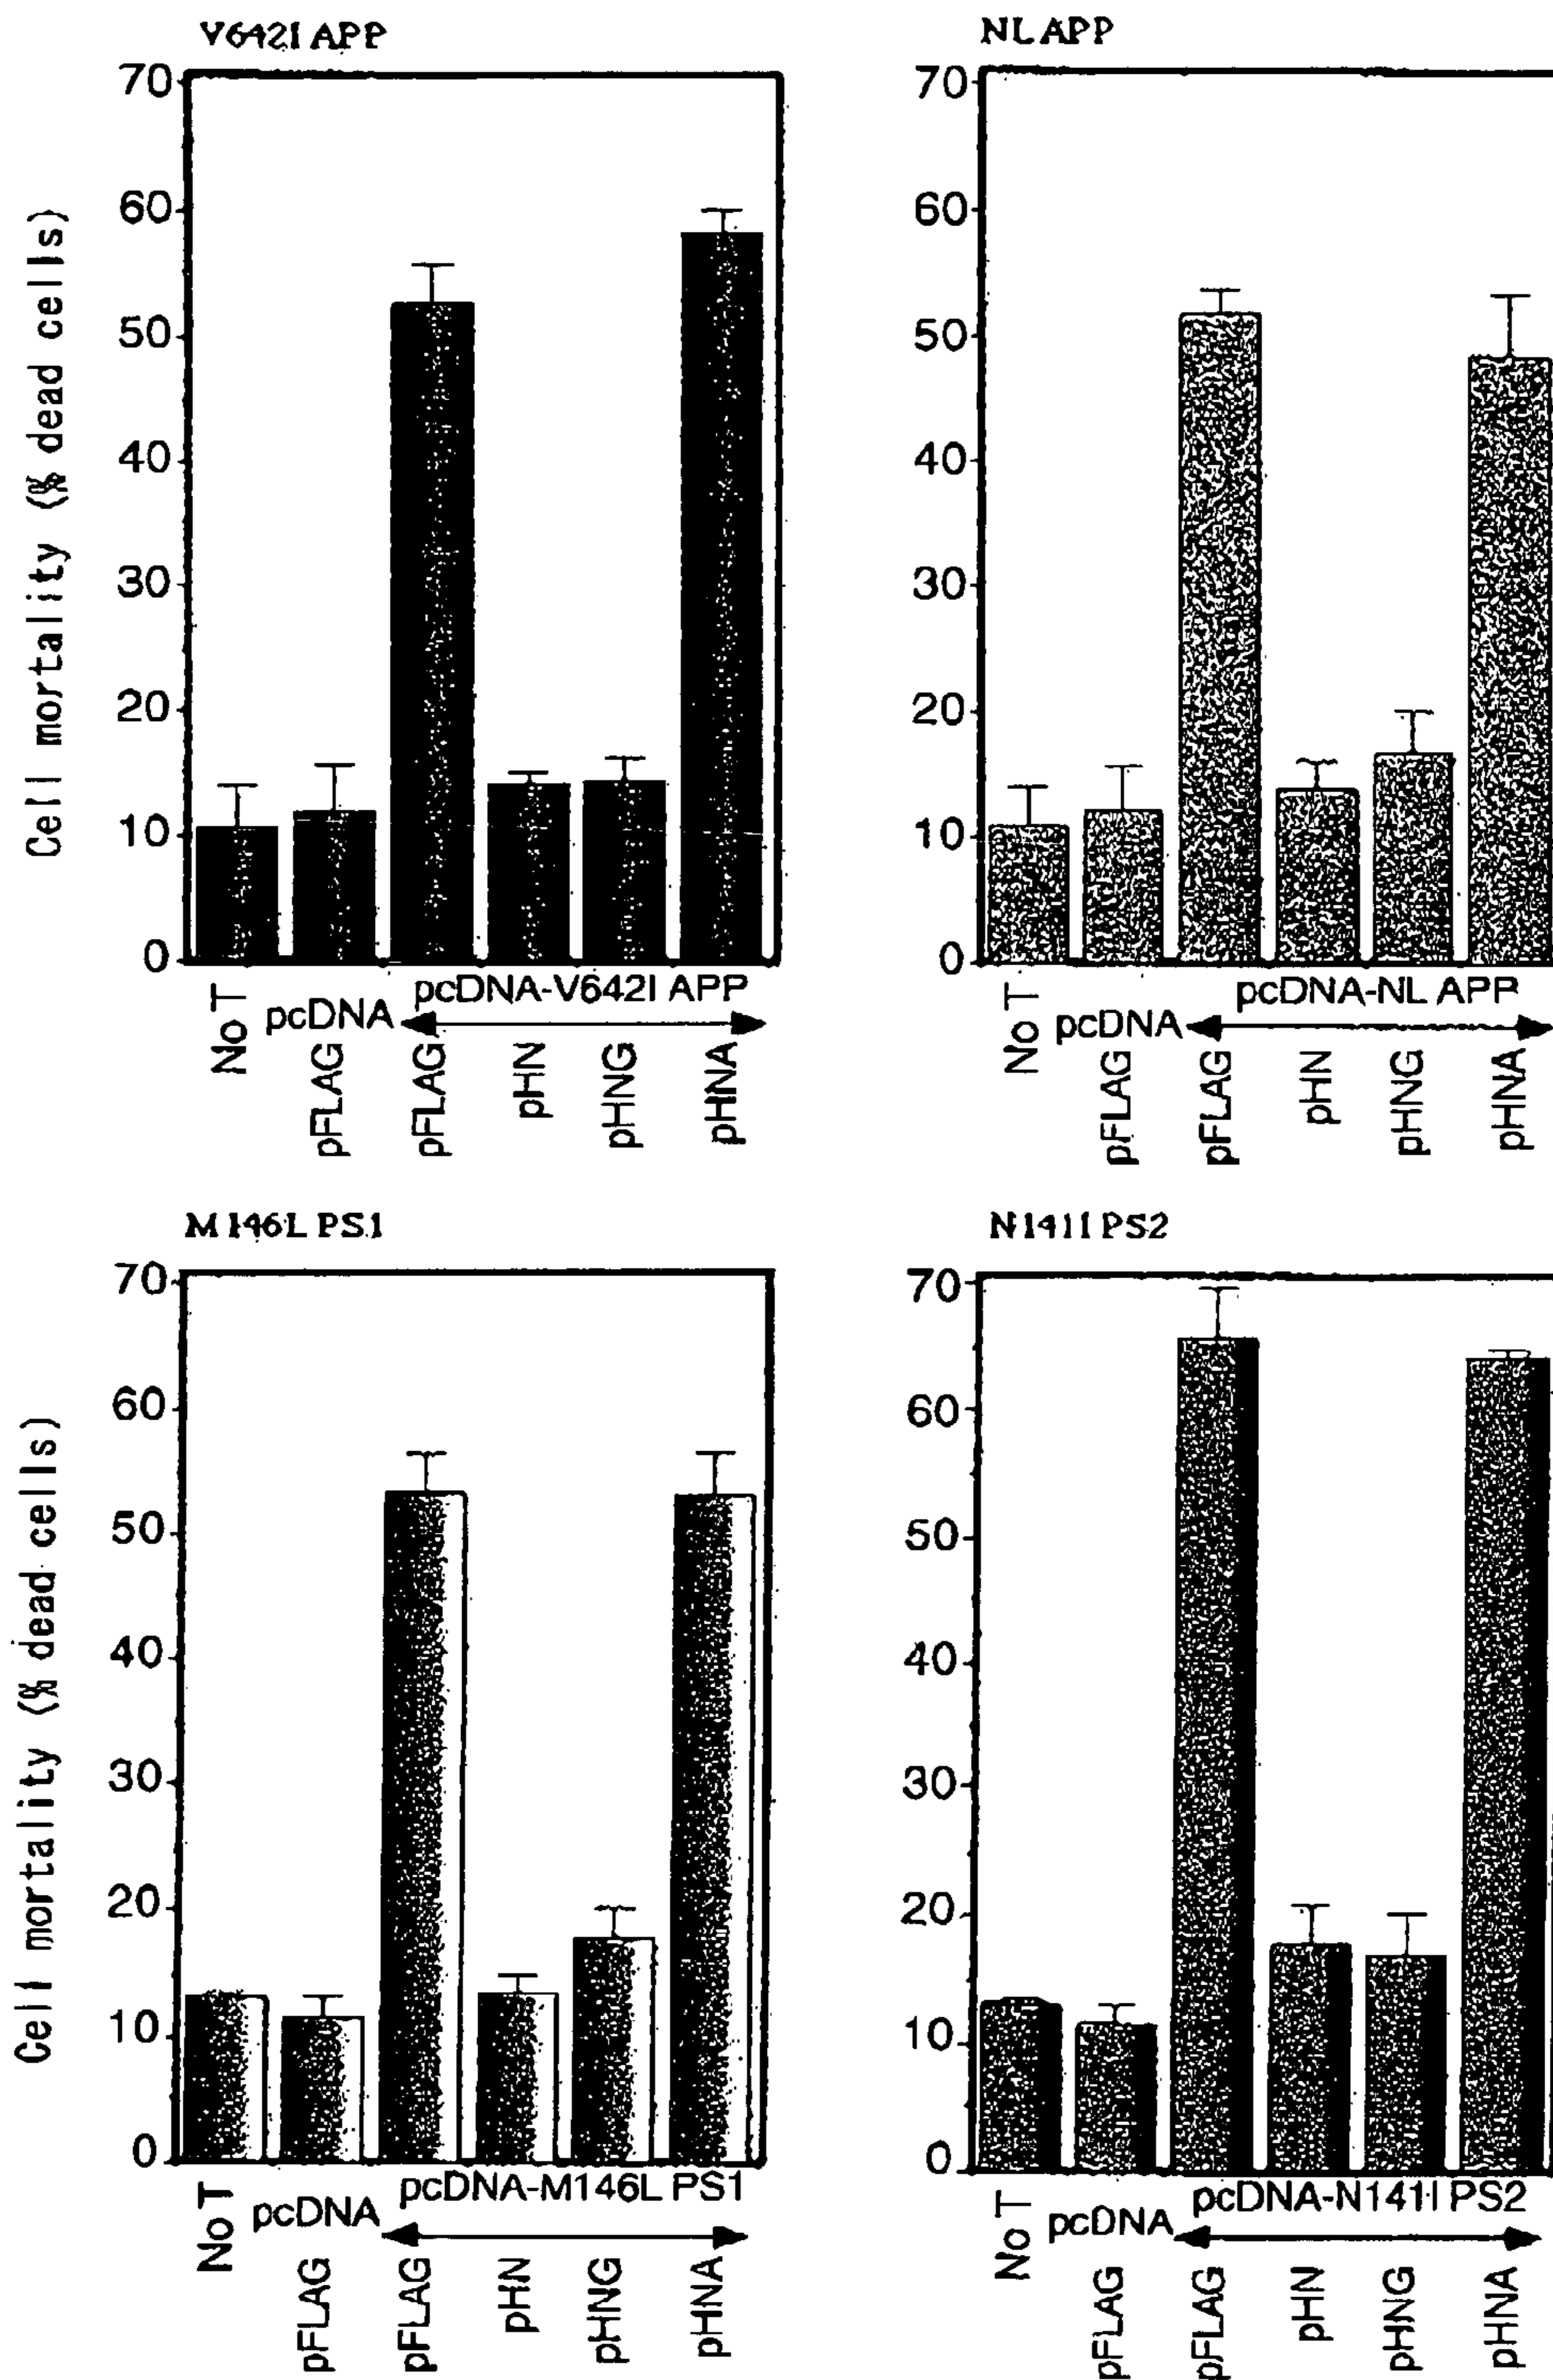 V642I APP
70
60
50
40
30
20
10
0
Cell mortality (% dead cells)
No T
pcDNA
pcDNA-V642I APP
pFLAG
pFLAG
pHN
pHNG
pHNA
NL APP
70
60
50
40
30
20
10
0
No T
pcDNA
pcDNA-NL APP
pFLAG
pFLAG
pHN
pHNG
pHNA
M146L PS1
70
60
50
40
30
20
10
0
Cell mortality (% dead cells)
No T
pcDNA
pcDNA-M146L PS1
pFLAG
pFLAG
pHN
pHNG
pHNA
N141I PS2
70
60
50
40
30
20
10
0
No T
pcDNA
pcDNA-N141I PS2
pFLAG
pFLAG
pHN
pHNG
pHNA